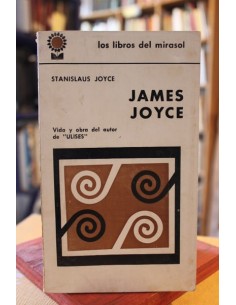 los libros del mirasol
STANISLAUS JOYCE
JAMES
JOYCE
Vida y obra del autor
de "ULISES"